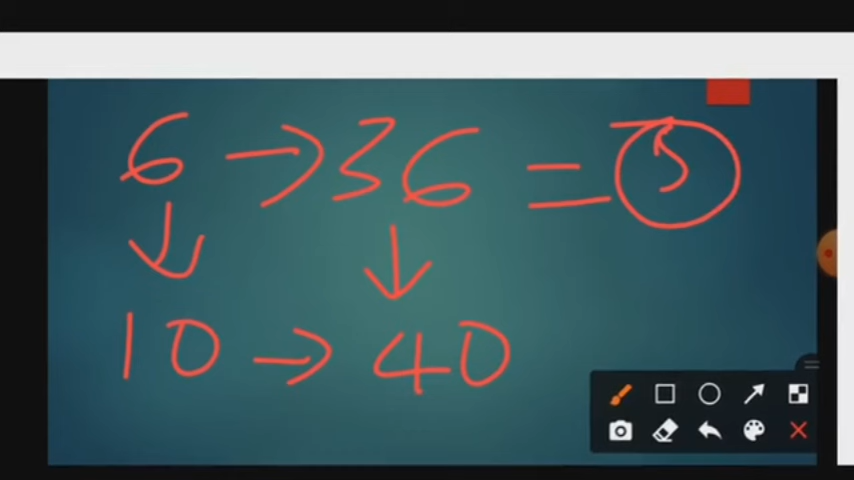 6 → 36 = 5
↓ ↓
10 → 40